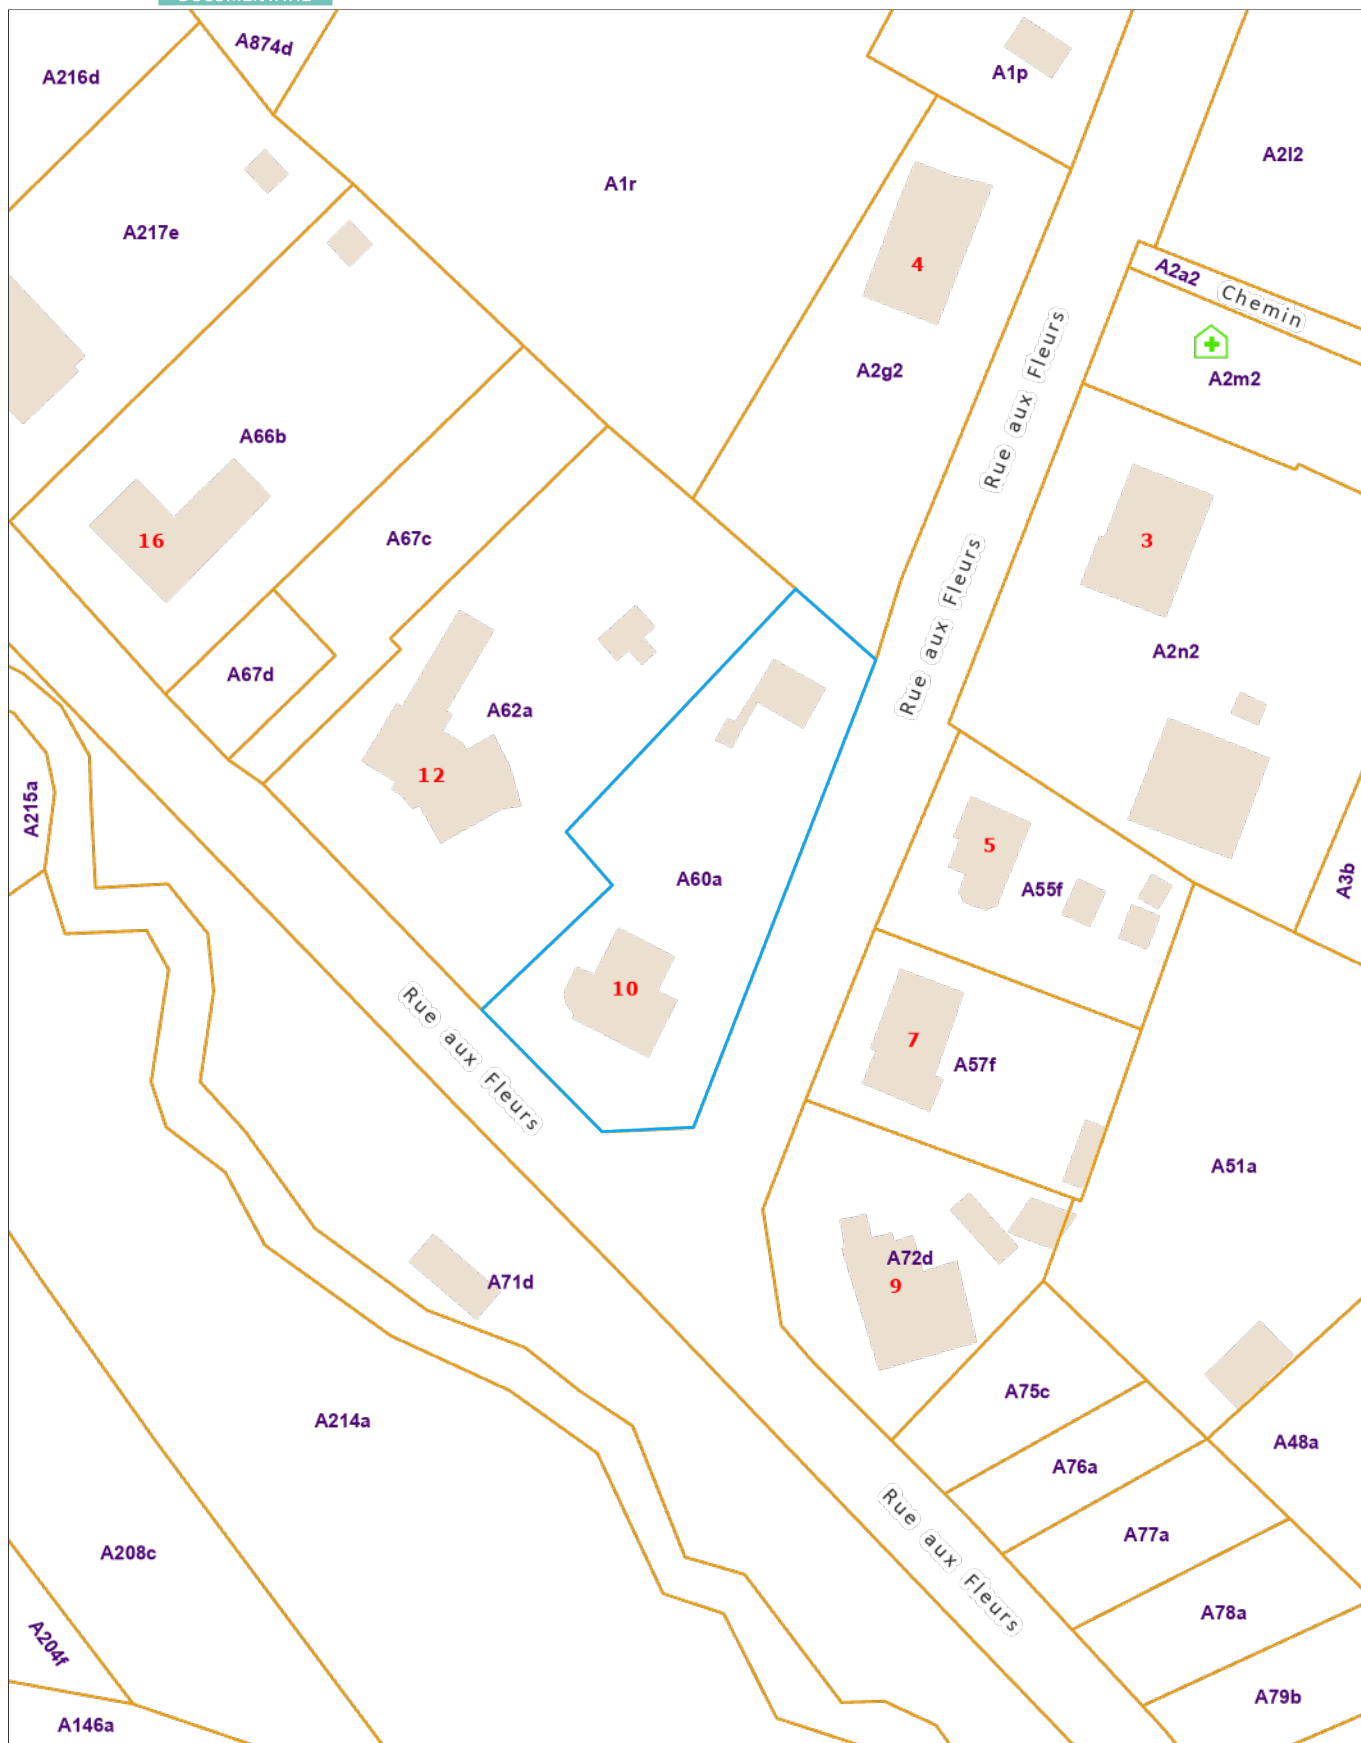 A874d
A216d
A1p
A2l2
A1r
A217e
4
A2a2
Chemin
A2g2
Rue aux Fleurs
A2m2
A66b
16
A67c
3
Rue aux Fleurs
A2n2
A67d
A62a
12
A215a
5
A55f
A3b
A60a
10
Rue aux Fleurs
7
A57f
A51a
A72d
9
A71d
A75c
A214a
A48a
A76a
A77a
Rue aux Fleurs
A208c
A78a
A204f
A79b
A146a